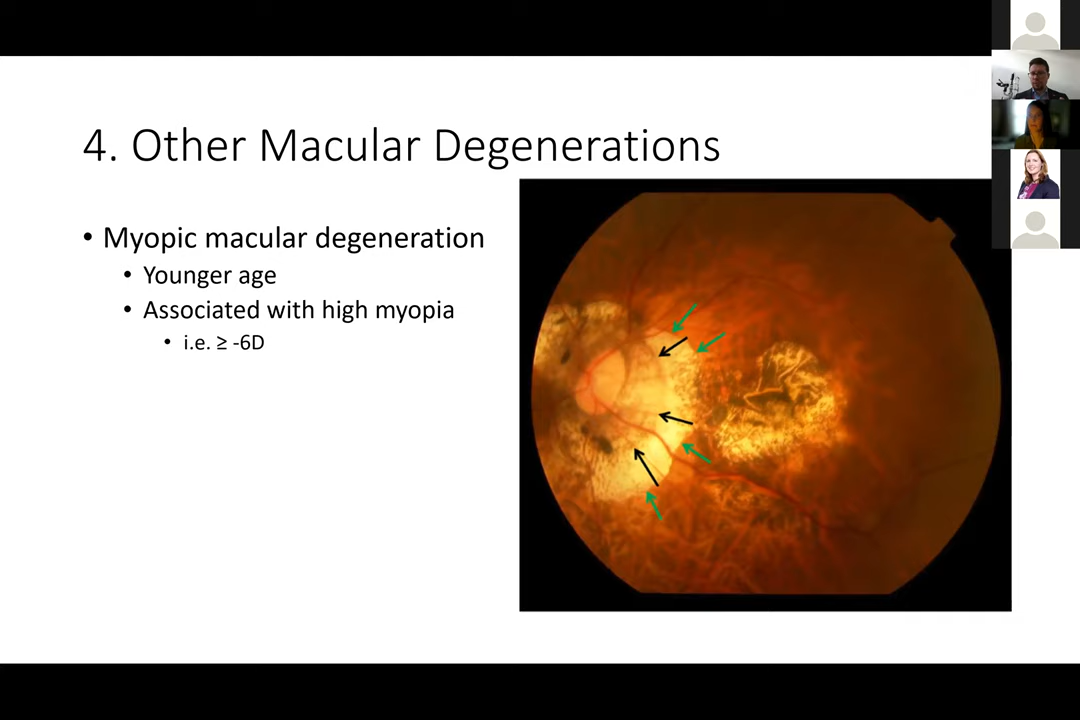 4. Other Macular Degenerations
• Myopic macular degeneration
• Younger age
• Associated with high myopia
• i.e. ≥ -6D